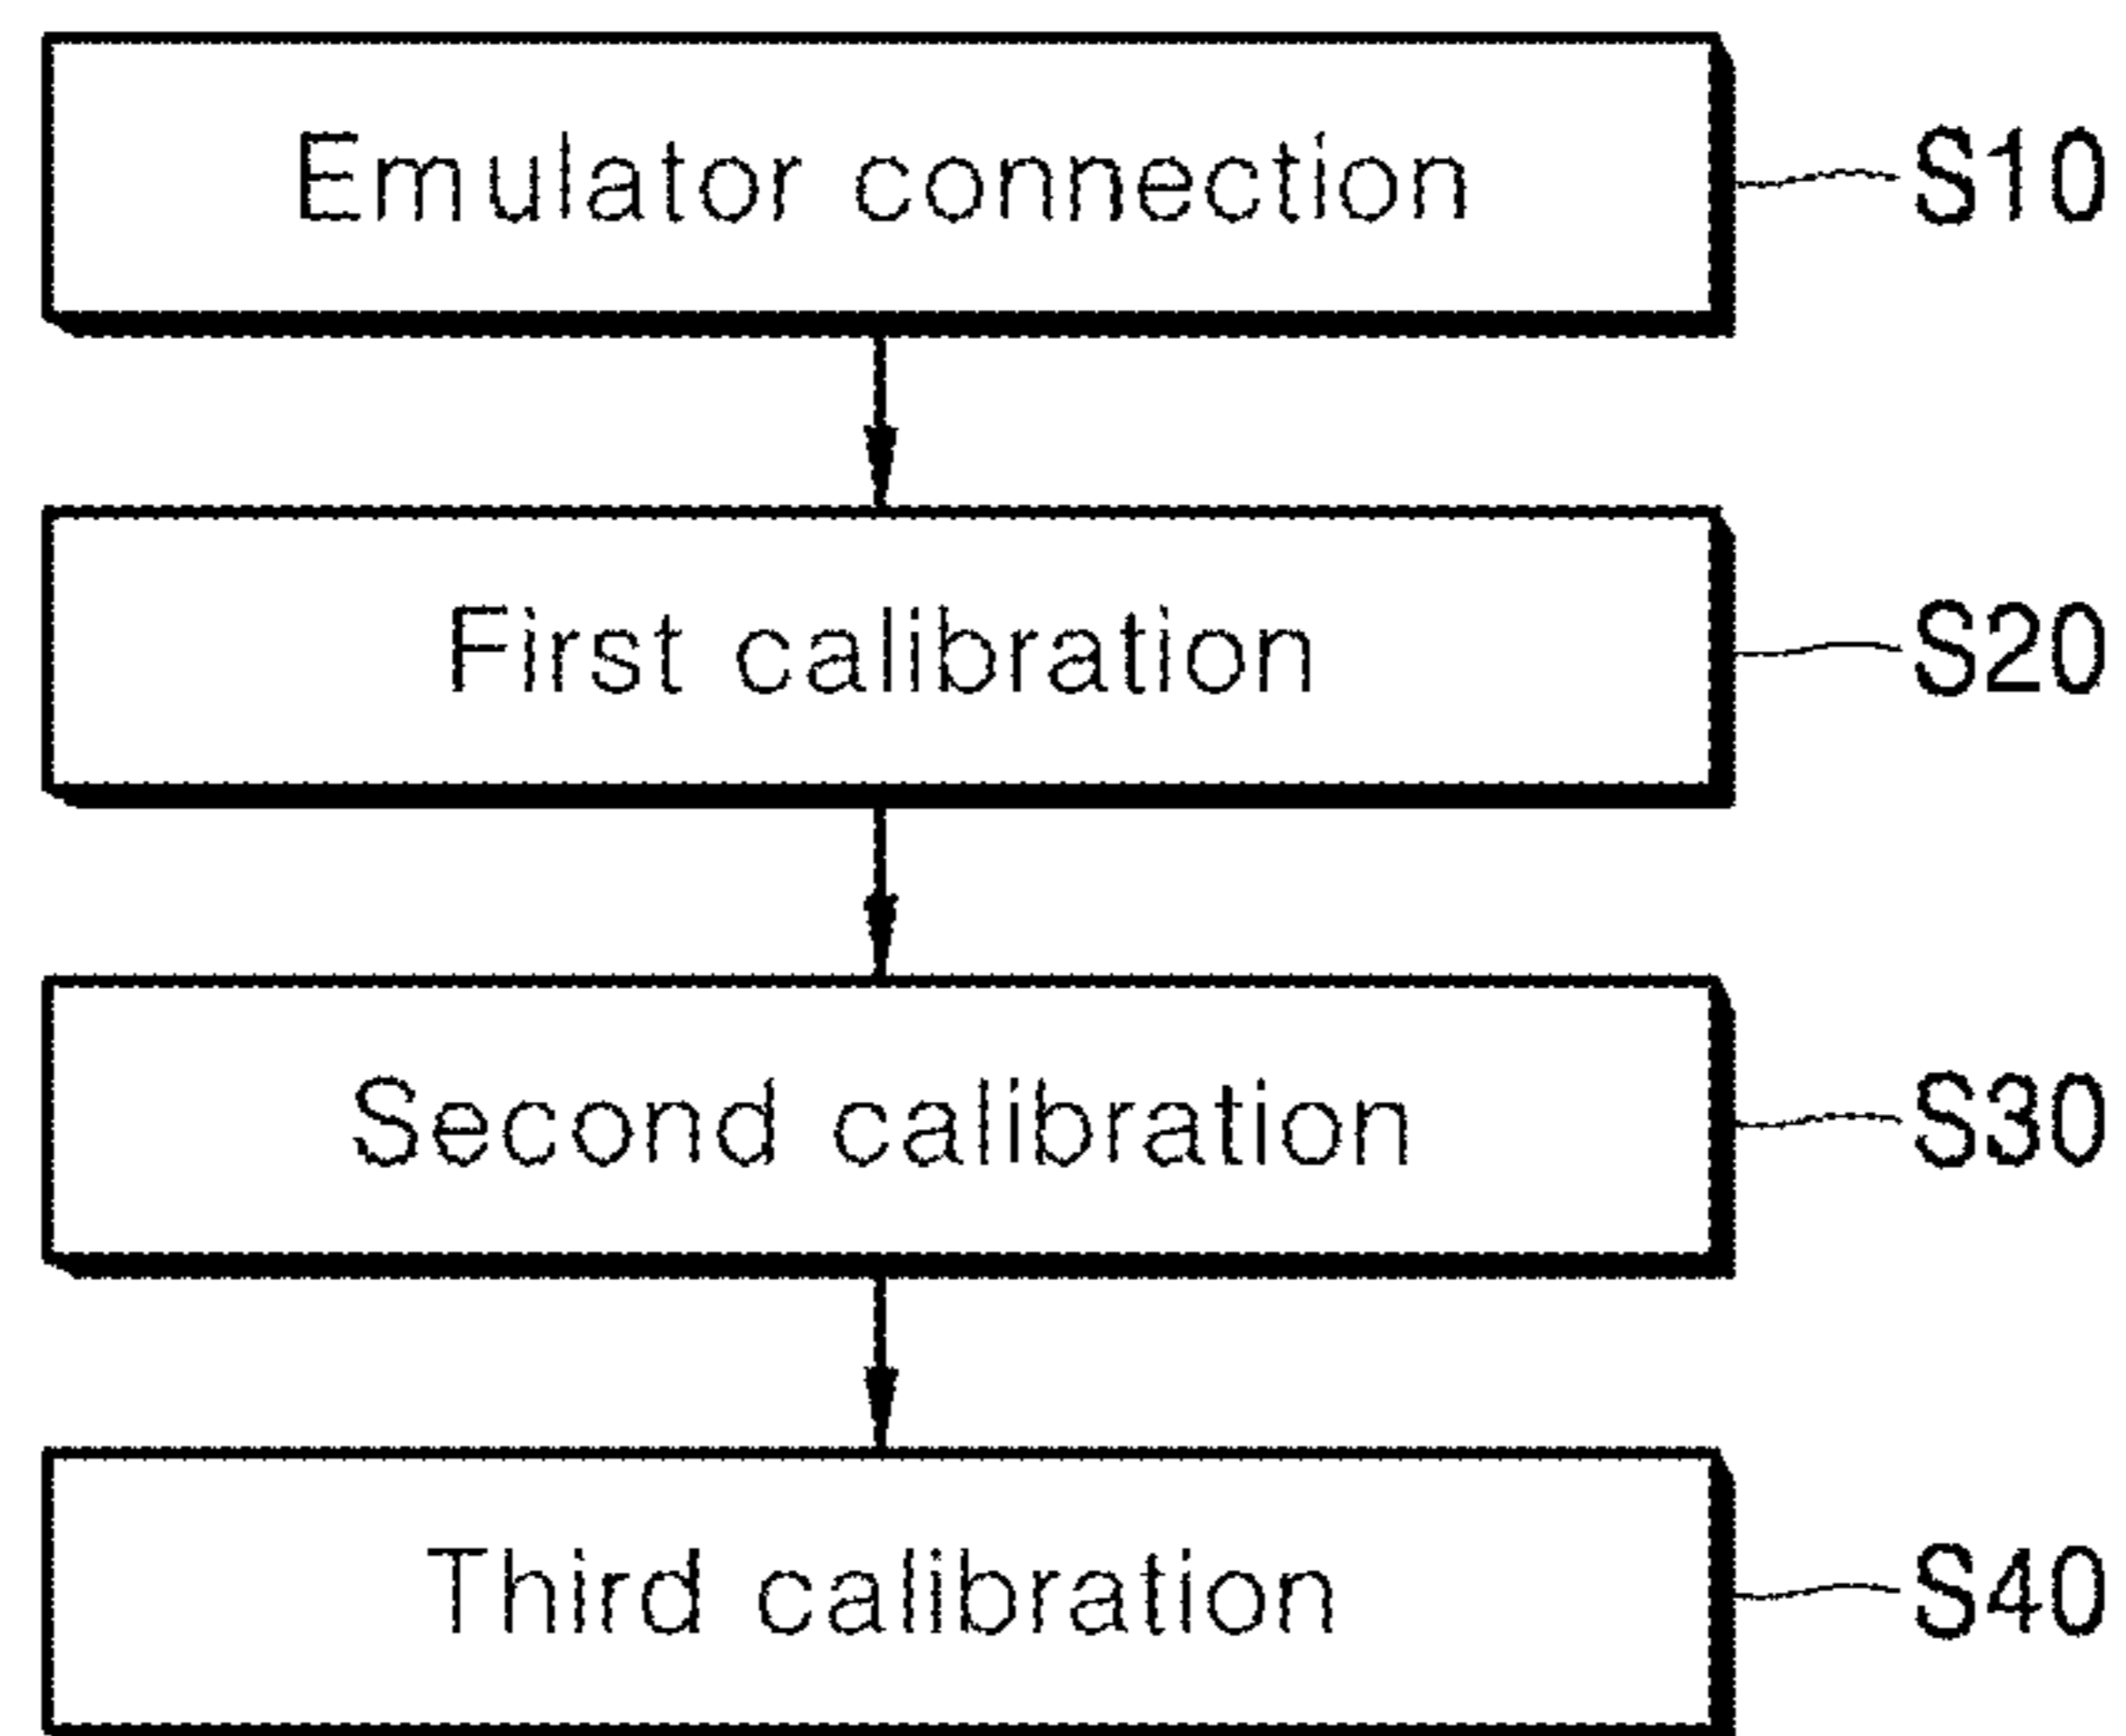 Emulator connection S10
First calibration S20
Second calibration S30
Third calibration S40